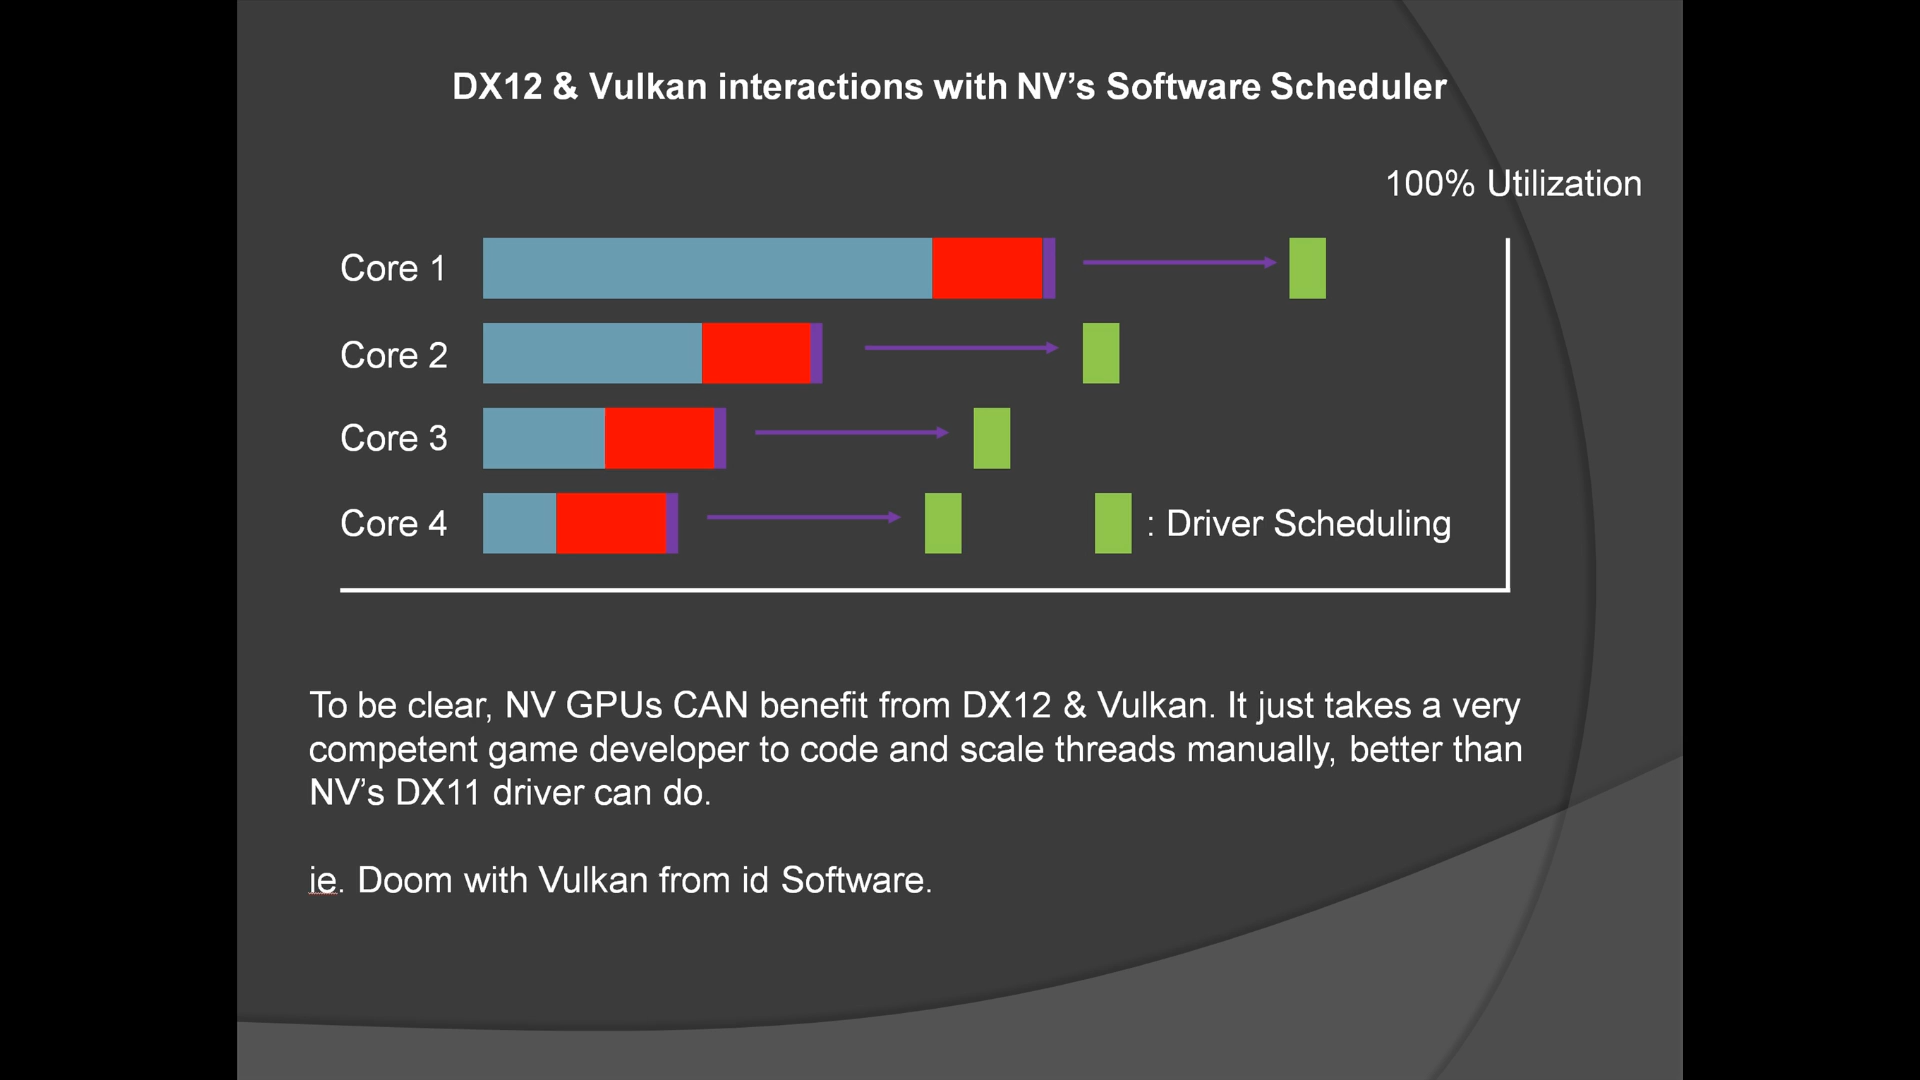 DX12 & Vulkan interactions with NV’s Software Scheduler
100% Utilization
Core 1
Core 2
Core 3
Core 4
: Driver Scheduling
To be clear, NV GPUs CAN benefit from DX12 & Vulkan. It just takes a very
competent game developer to code and scale threads manually, better than
NV’s DX11 driver can do.
ie. Doom with Vulkan from id Software.